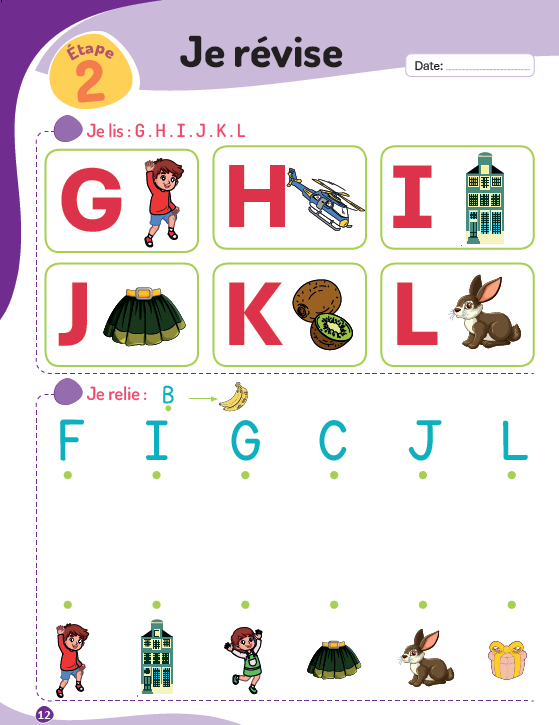 Étape
2
Je révise
Date:
Je lis : G . H . I . J . K . L
G H I
J K L
Je relie : B
F I G C J L
12